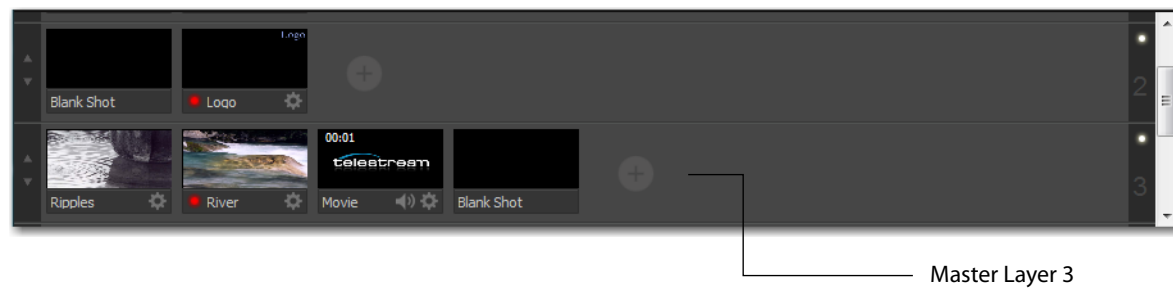 Logo
Blank Shot
Logo
2
00:01
telestream
Ripples
River
Movie
Blank Shot
3
Master Layer 3